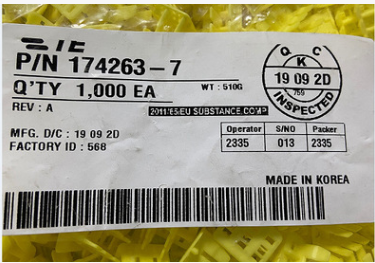 P/N 174263-7
Q'TY 1,000 EA
WT : 510G
REV : A
2011/65/EU SUBSTANCE COMP
Q C
K
19 09 2D
759
INSPECTED
MFG. D/C : 19 09 2D
FACTORY ID : 568
Operator S/NO Packer
2335 013 2335
MADE IN KOREA